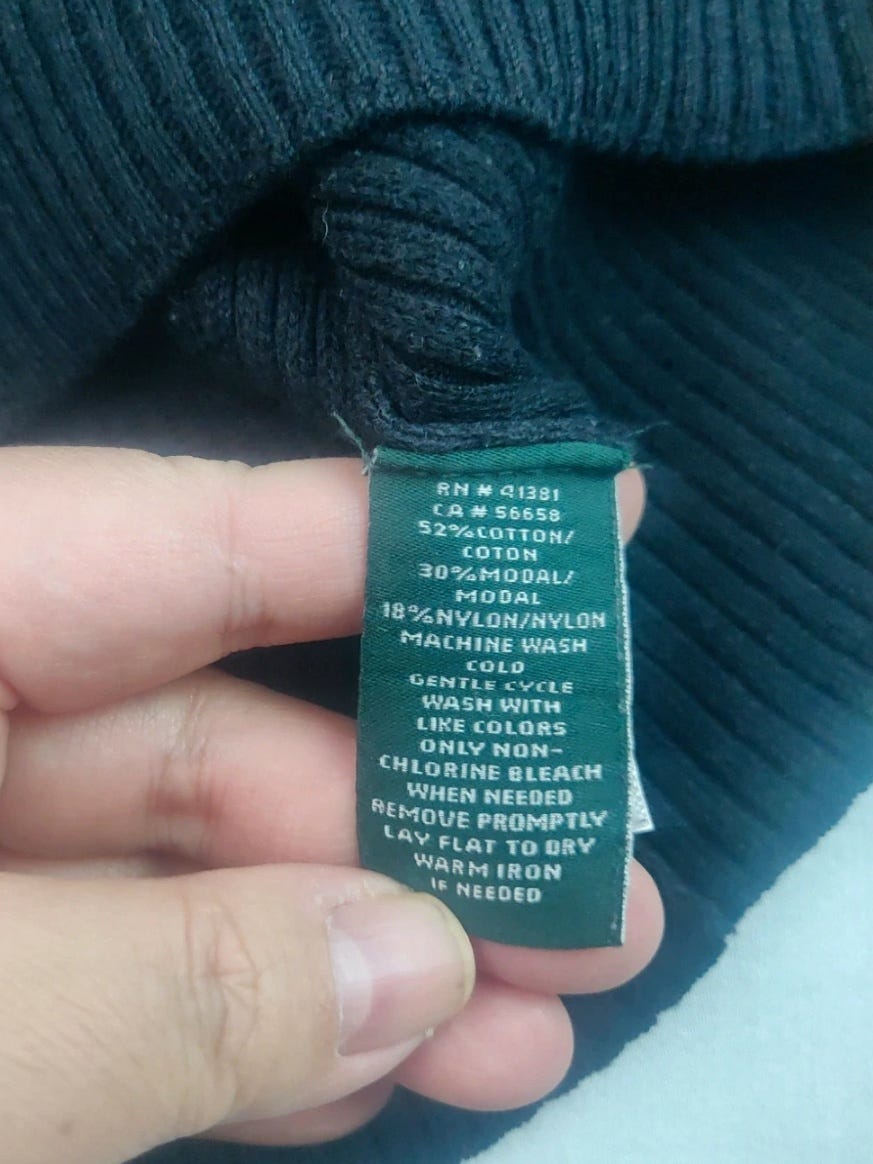 RN # 41381
CA # 56658
52%COTTON/
COTON
30%MODAL/
MODAL
18%NYLON/NYLON
MACHINE WASH
COLD
GENTLE CYCLE
WASH WITH
LIKE COLORS
ONLY NON-
CHLORINE BLEACH
WHEN NEEDED
REMOVE PROMPTLY
LAY FLAT TO DRY
WARM IRON
IF NEEDED